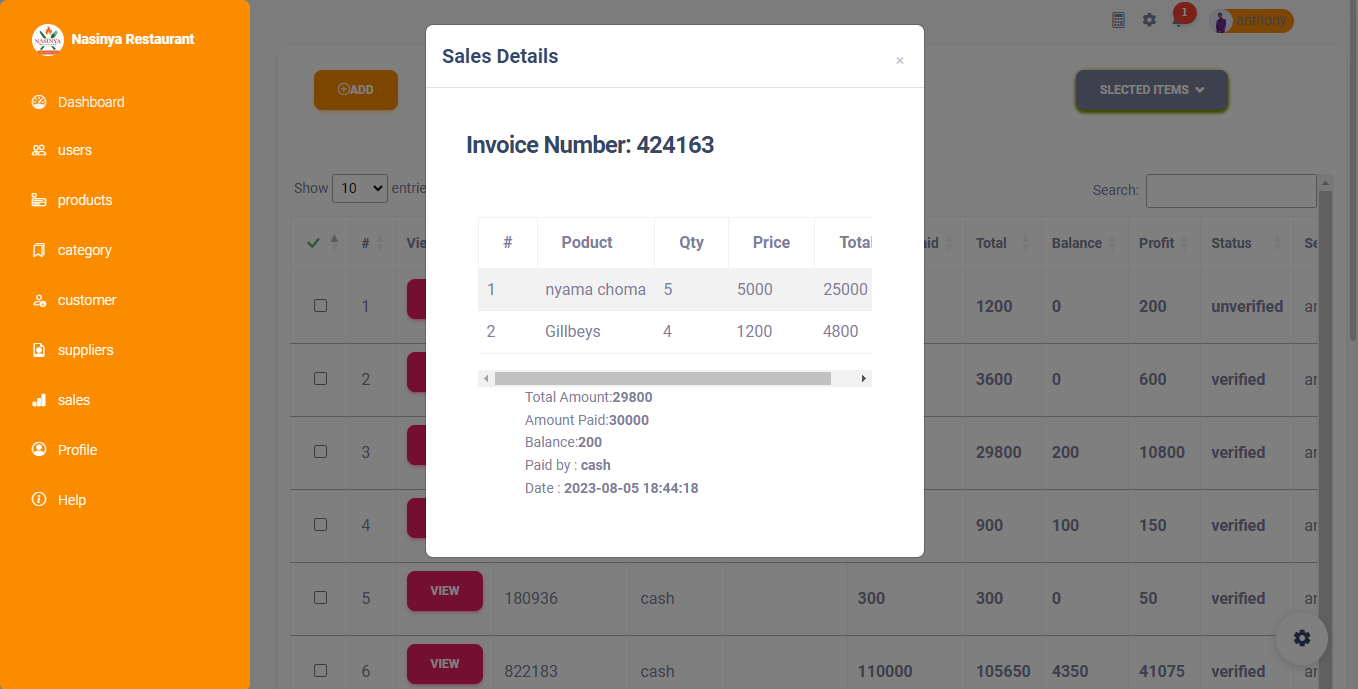 NASINYA
Nasinya Restaurant
Dashboard
users
products
category
customer
suppliers
sales
Profile
Help
1
anthony
ADD
SLECTED ITEMS
Show 10 entrie
Search:
Sales Details
×
Invoice Number: 424163
# Poduct Qty Price Total
1 nyama choma 5 5000 25000
2 Gillbeys 4 1200 4800
Total Amount:29800
Amount Paid:30000
Balance:200
Paid by : cash
Date : 2023-08-05 18:44:18
# Vie aid Total Balance Profit Status Se
1 1200 0 200 unverified ar
2 3600 0 600 verified ar
3 29800 200 10800 verified ar
4 900 100 150 verified ar
5 VIEW 180936 cash 300 300 0 50 verified ar
6 VIEW 822183 cash 110000 105650 4350 41075 verified ar